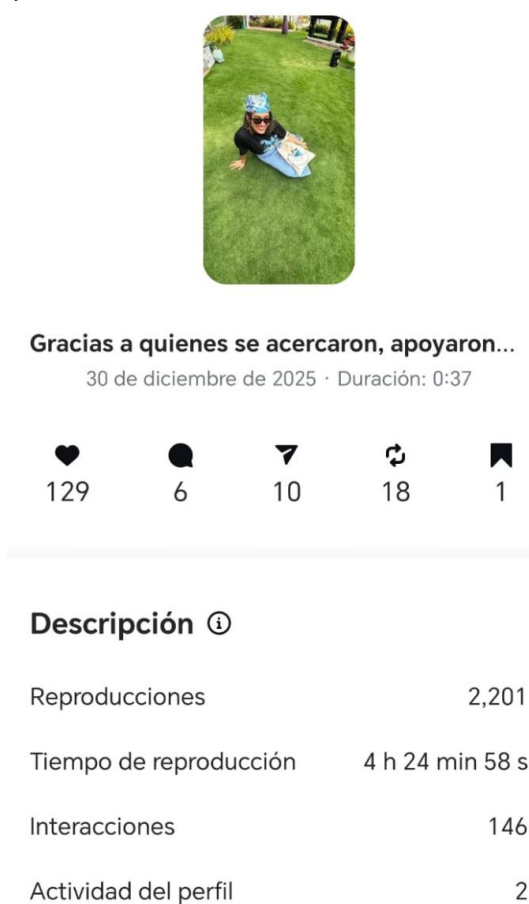 Gracias a quienes se acercaron, apoyaron...
30 de diciembre de 2025 · Duración: 0:37
129 6 10 18 1
Descripción
Reproducciones 2,201
Tiempo de reproducción 4 h 24 min 58 s
Interacciones 146
Actividad del perfil 2